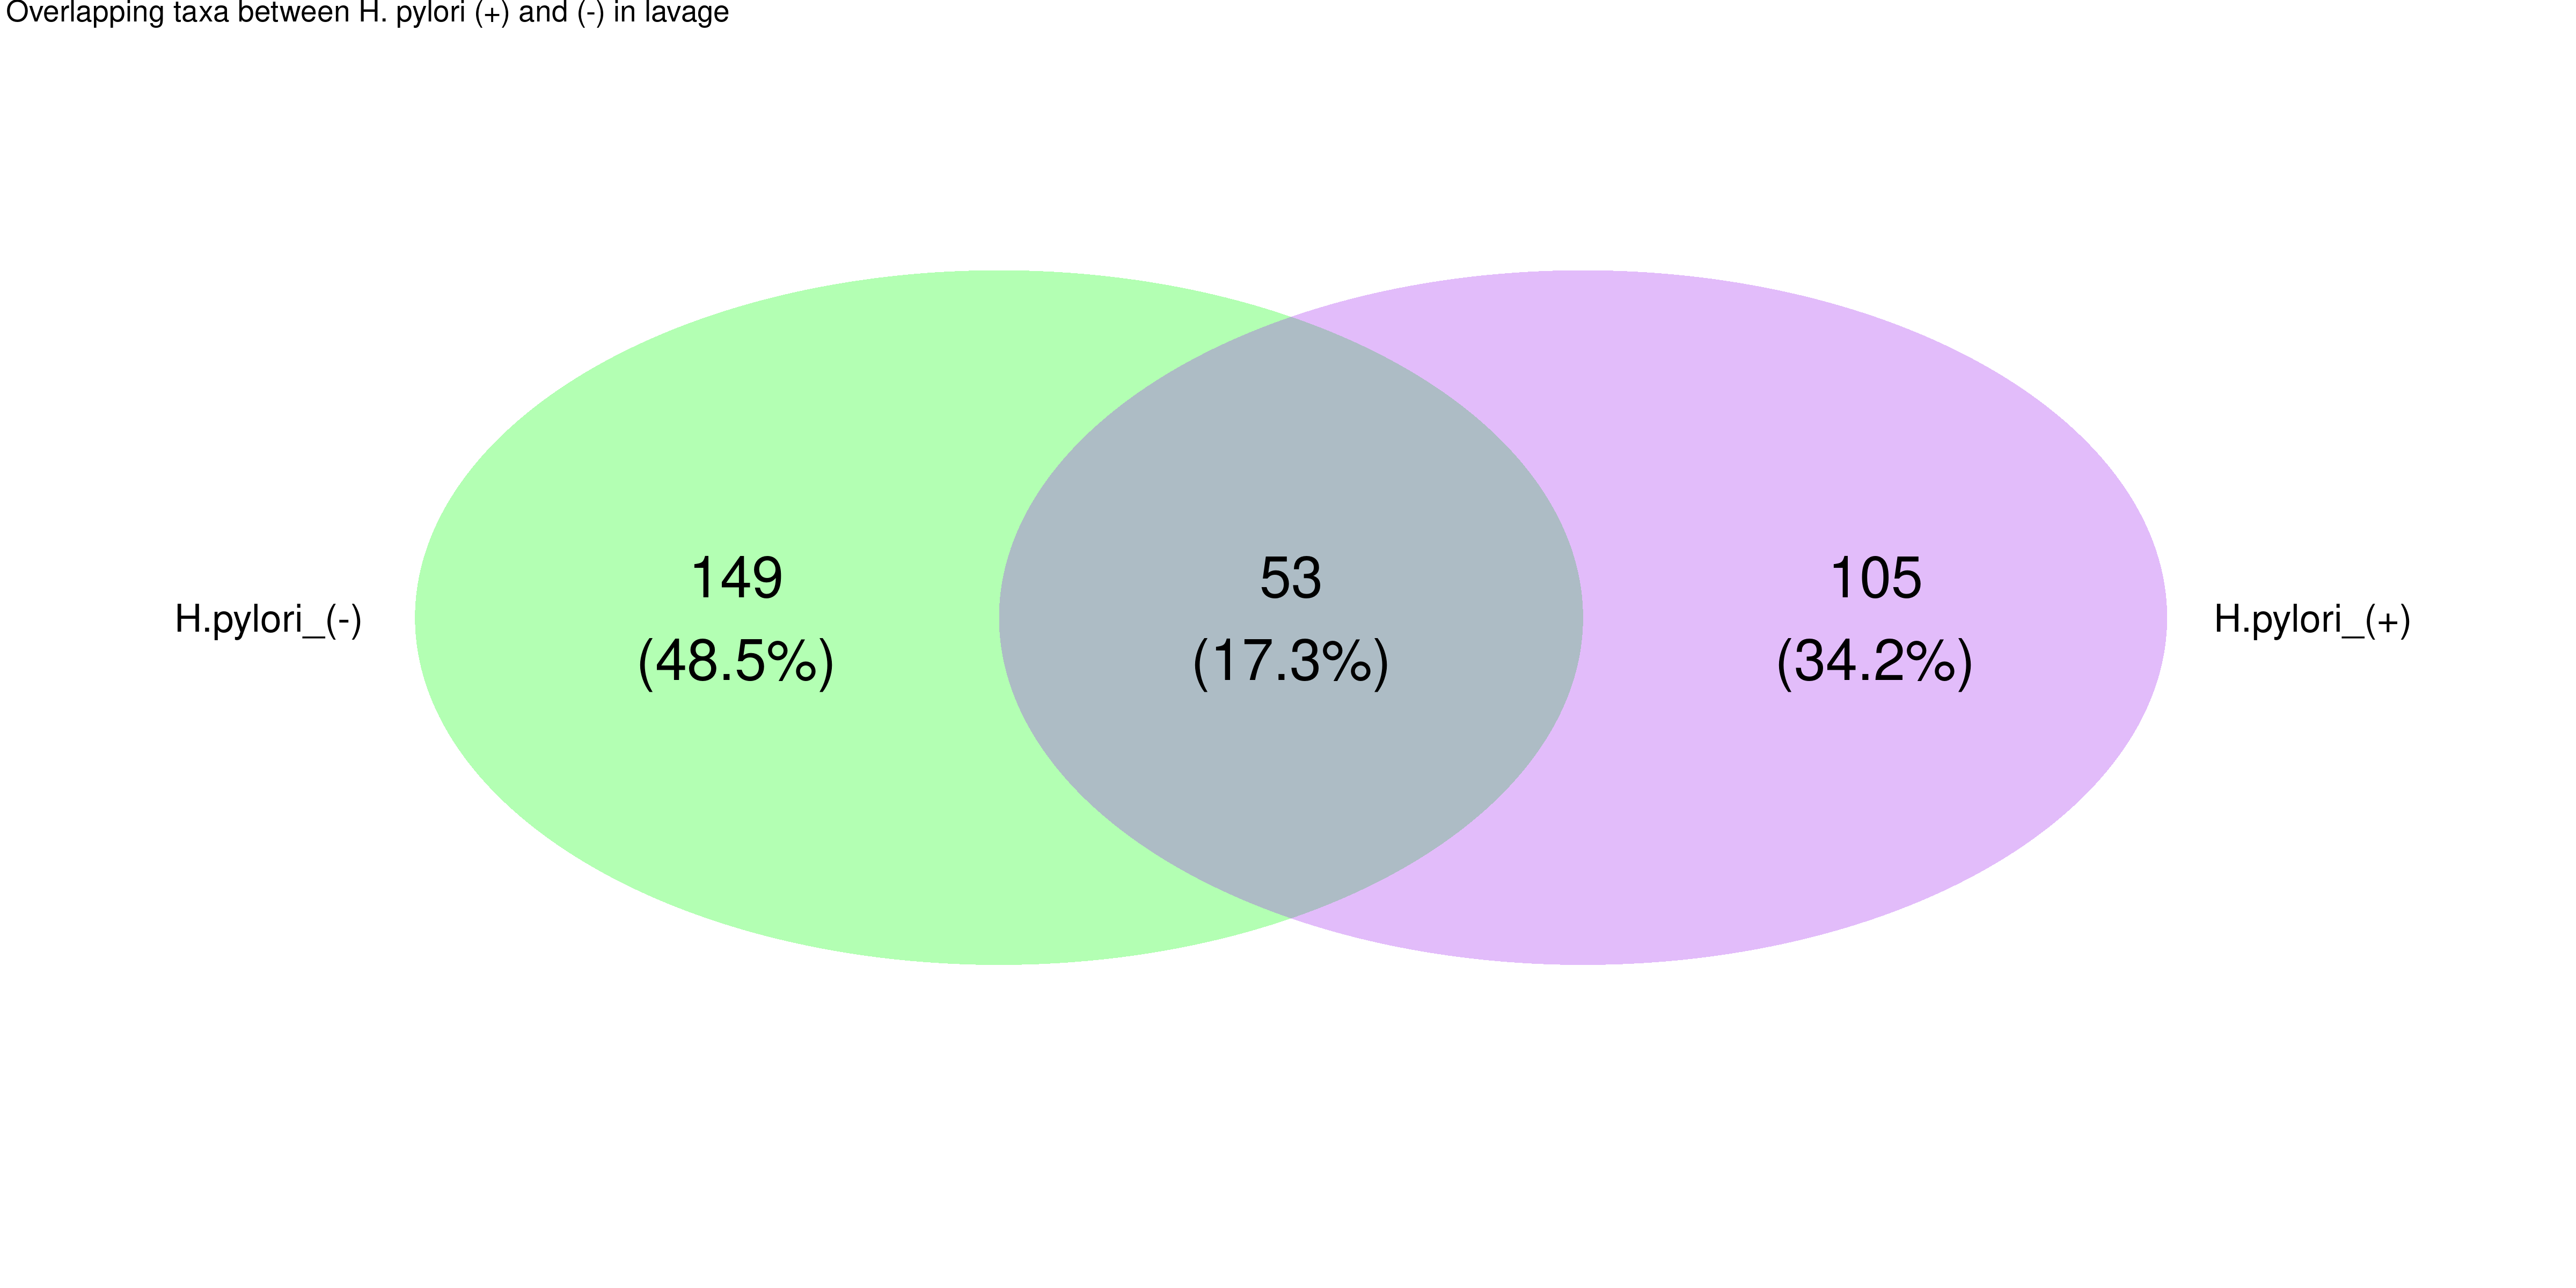 Overlapping taxa between H. pylori (+) and (-) in lavage
H.pylori_(-)
149
(48.5%)
53
(17.3%)
105
(34.2%)
H.pylori_(+)